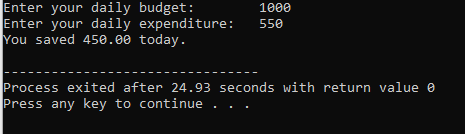 Enter your daily budget:        1000
Enter your daily expenditure:   550
You saved 450.00 today.
--------------------------------
Process exited after 24.93 seconds with return value 0
Press any key to continue . . .